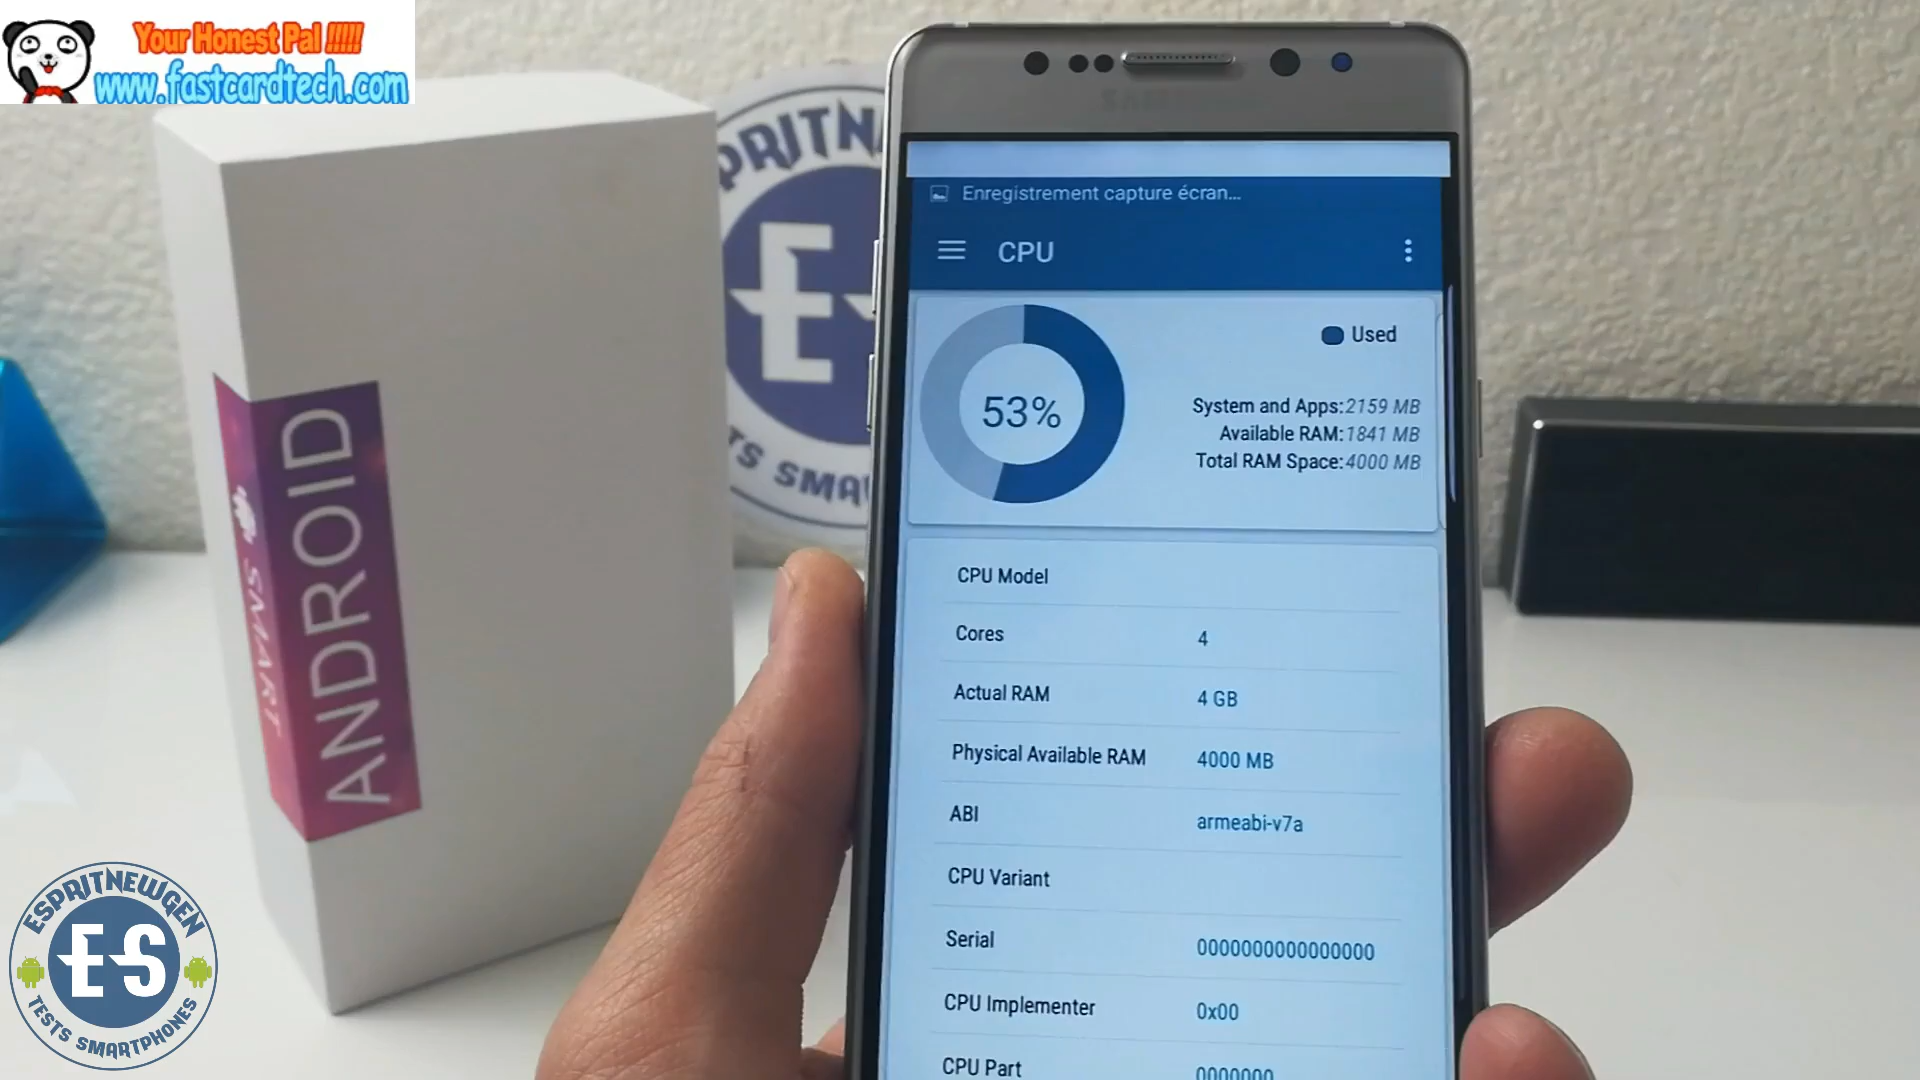 Your Honest Pal !!!!!
www.fastcardtech.com
ANDROID
SMART
Enregistrement capture écran...
CPU
53%
Used
System and Apps:2159 MB
Available RAM:1841 MB
Total RAM Space:4000 MB
CPU Model
Cores 4
Actual RAM 4 GB
Physical Available RAM 4000 MB
ABI armeabi-v7a
CPU Variant
Serial 0000000000000000
CPU Implementer 0x00
CPU Part 0000000
ESPRITNEWGEN
ES
TESTS SMARTPHONES